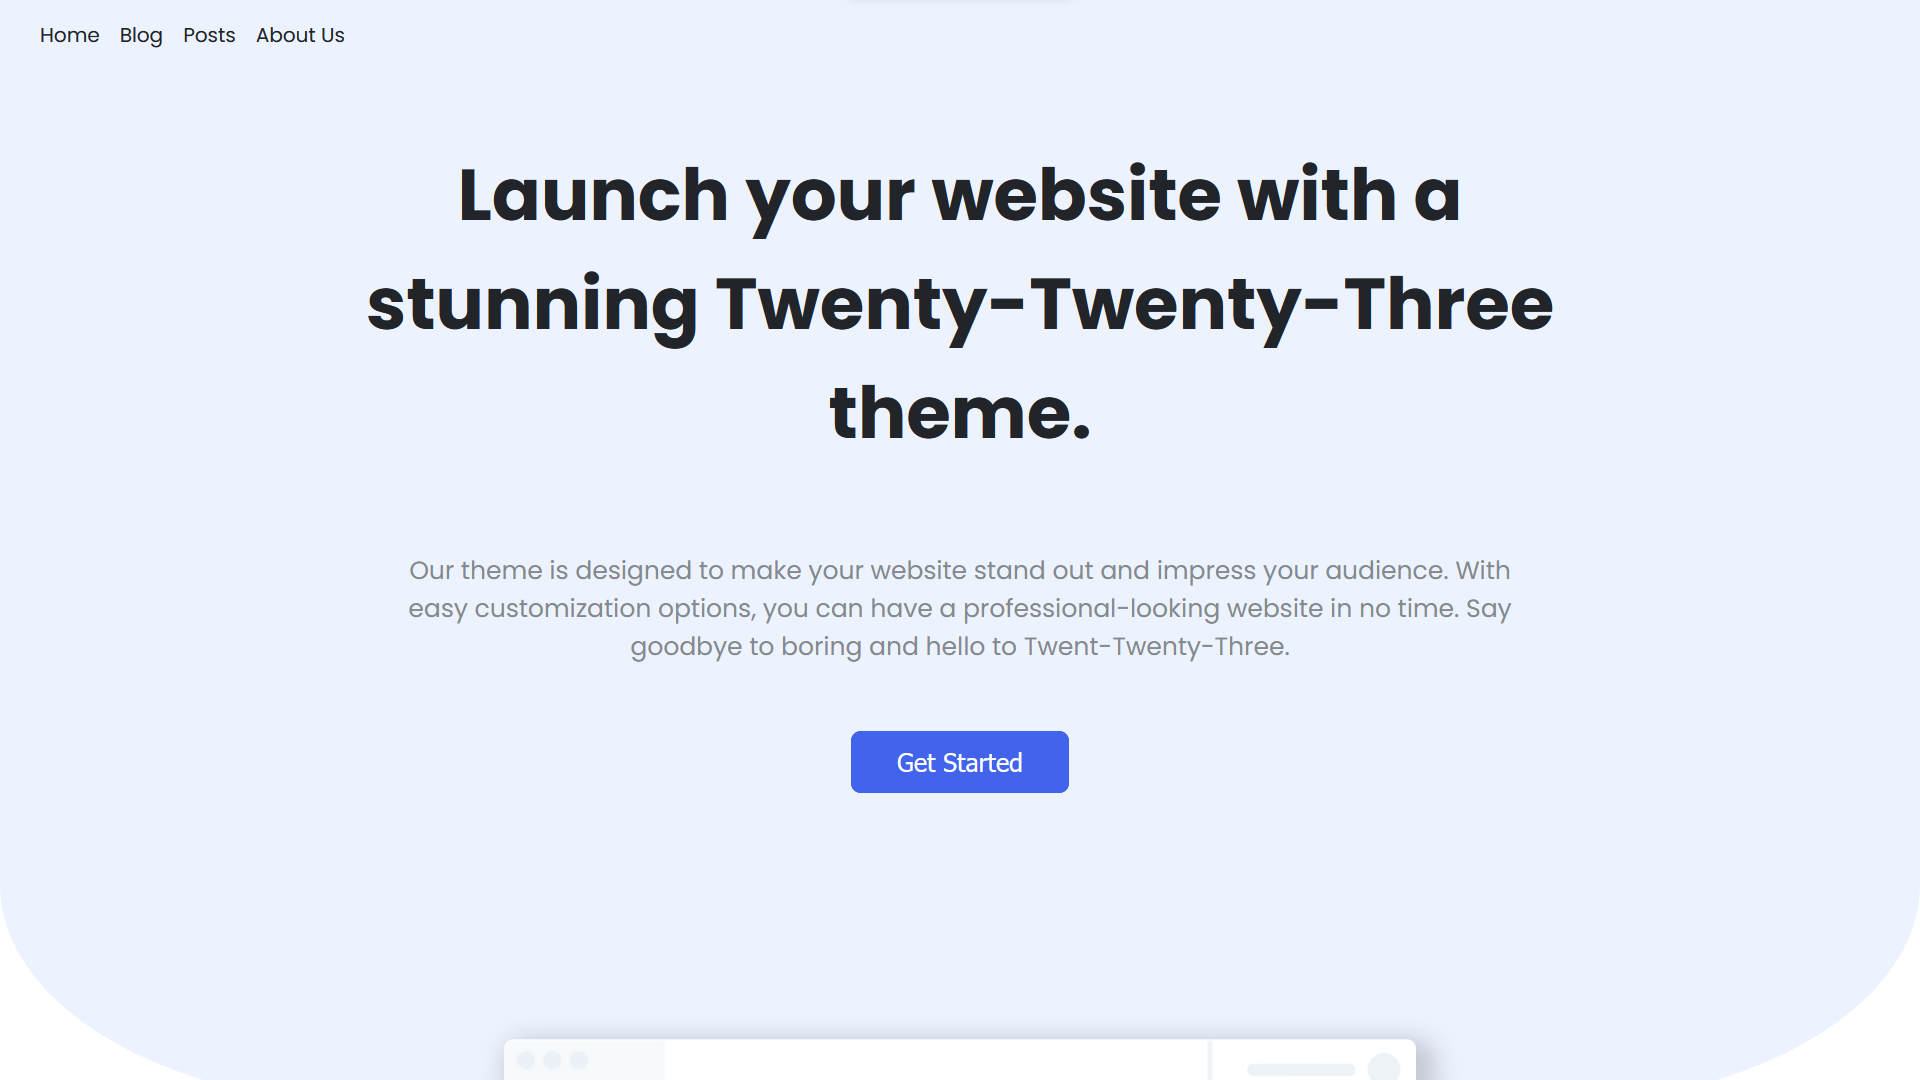 Home Blog Posts About Us
Launch your website with a
stunning Twenty-Twenty-Three
theme.
Our theme is designed to make your website stand out and impress your audience. With
easy customization options, you can have a professional-looking website in no time. Say
goodbye to boring and hello to Twent-Twenty-Three.
Get Started